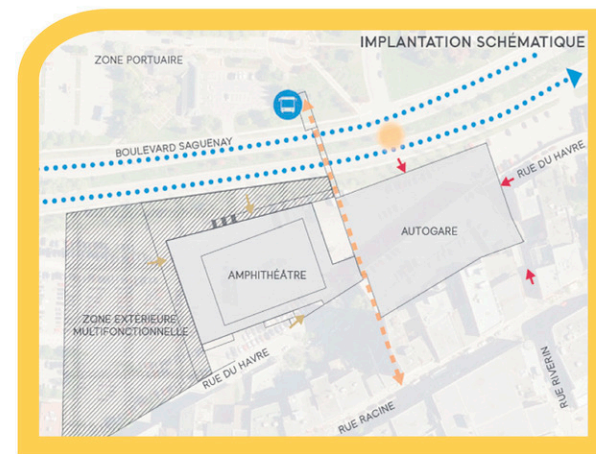 IMPLANTATION SCHÉMATIQUE
ZONE PORTUAIRE
BOULEVARD SAGUENAY
RUE DU HAVRE
AUTOGARE
AMPHITHÉÂTRE
ZONE EXTÉRIEURE
MULTIFONCTIONNELLE
RUE DU HAVRE
RUE RIVERIN
RUE RACINE